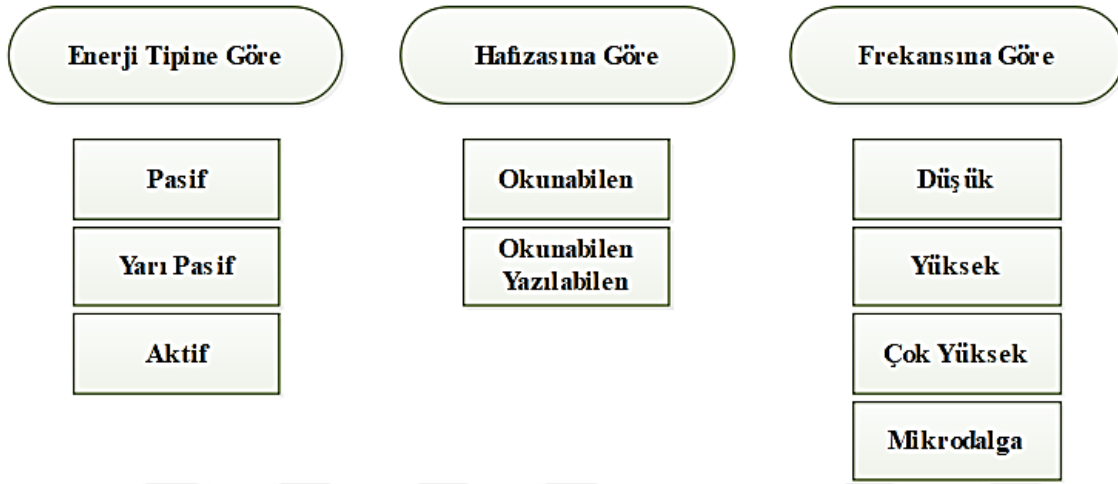 Enerji Tipine Göre
Pasif
Yarı Pasif
Aktif
Hafızasına Göre
Okunabilen
Okunabilen
Yazılabilen
Frekansına Göre
Düşük
Yüksek
Çok Yüksek
Mikrodalga